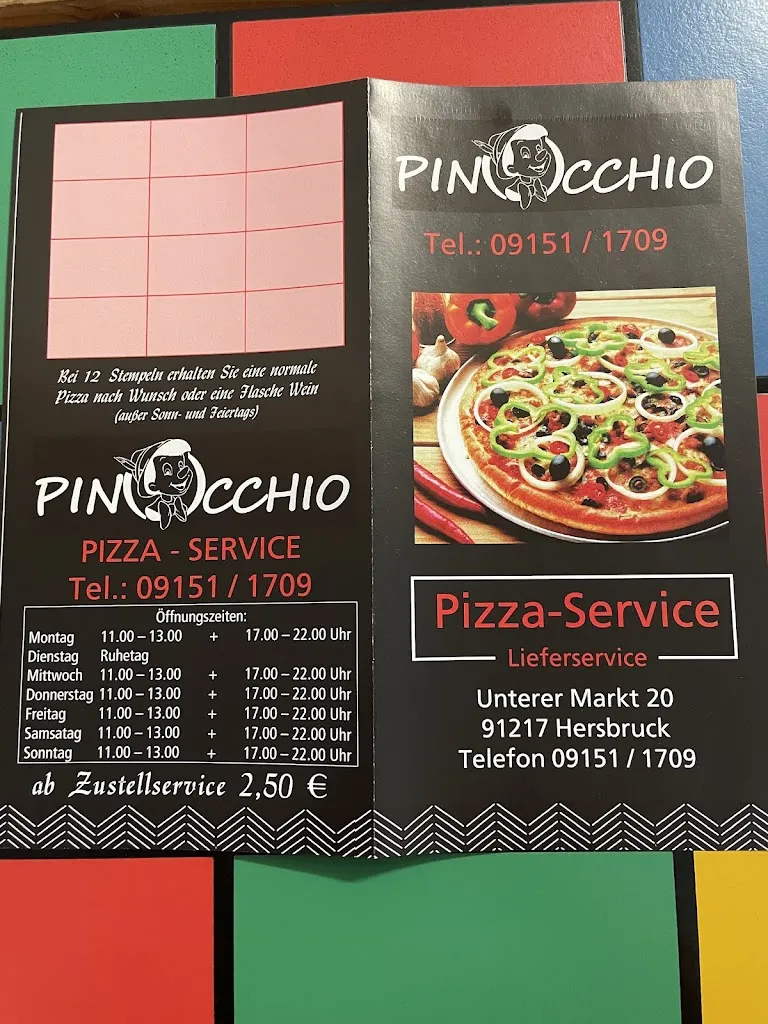 Bei 12 Stempeln erhalten Sie eine normale
Pizza nach Wunsch oder eine Flasche Wein
(außer Sonn- und Feiertags)
PINOCCHIO
PIZZA - SERVICE
Tel.: 09151 / 1709
Öffnungszeiten:
Montag 11.00 – 13.00 + 17.00 – 22.00 Uhr
Dienstag Ruhetag
Mittwoch 11.00 – 13.00 + 17.00 – 22.00 Uhr
Donnerstag 11.00 – 13.00 + 17.00 – 22.00 Uhr
Freitag 11.00 – 13.00 + 17.00 – 22.00 Uhr
Samsatag 11.00 – 13.00 + 17.00 – 22.00 Uhr
Sonntag 11.00 – 13.00 + 17.00 – 22.00 Uhr
ab Zustellservice 2,50 €
PINOCCHIO
Tel.: 09151 / 1709
Pizza-Service
Lieferservice
Unterer Markt 20
91217 Hersbruck
Telefon 09151 / 1709